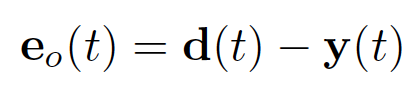 𝐞ₒ(t) = 𝐝(t) − 𝐲(t)